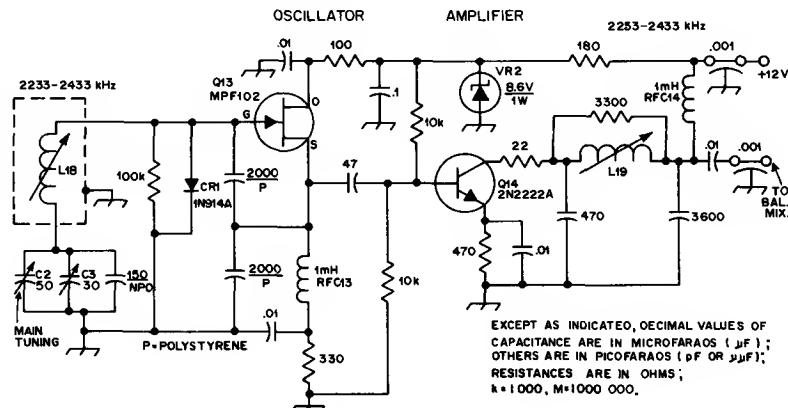 OSCILLATOR
AMPLIFIER
2233-2433 kHz
2253-2433 kHz
.01
100
180
.001
+12V
Q13
MPF102
VR2
8.6V
1W
1mH
RFC14
.1
10k
3300
G
O
S
L18
100k
2000
P
CR1
1N914A
47
22
L19
.01
.001
Q14
2N2222A
TO
BAL.
MIX.
470
3600
C2
50
C3
30
150
NPO
2000
P
1mH
RFC13
10k
470
.01
MAIN
TUNING
.01
P=POLYSTYRENE
330
EXCEPT AS INDICATED, DECIMAL VALUES OF
CAPACITANCE ARE IN MICROFARAOS (µF);
OTHERS ARE IN PICOFARAOS (pF OR µµF);
RESISTANCES ARE IN OHMS;
k=1000, M=1000 000.